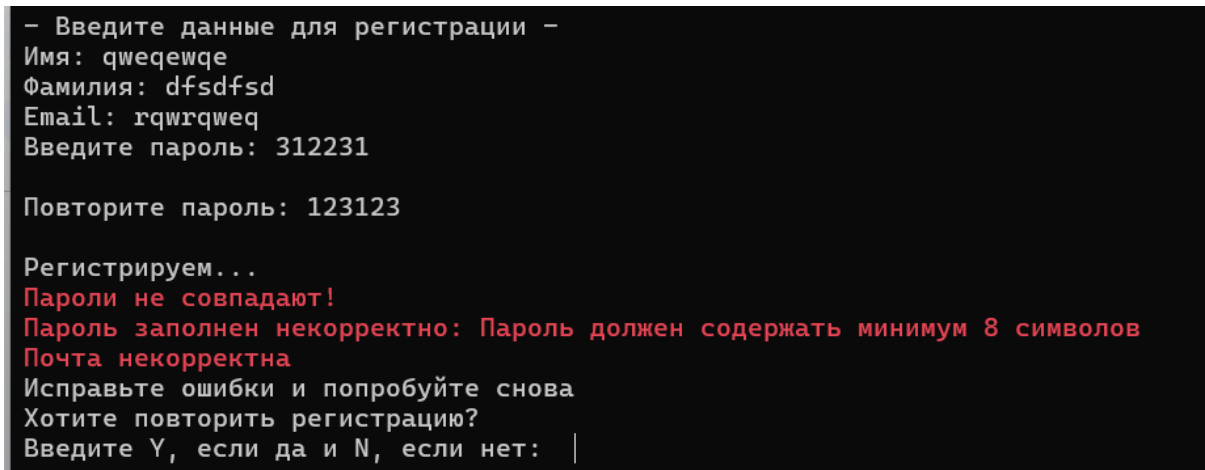 – Введите данные для регистрации –
Имя: qweqewqe
Фамилия: dfsdfsd
Email: rqwrqweq
Введите пароль: 312231
Повторите пароль: 123123
Регистрируем...
Пароли не совпадают!
Пароль заполнен некорректно: Пароль должен содержать минимум 8 символов
Почта некорректна
Исправьте ошибки и попробуйте снова
Хотите повторить регистрацию?
Введите Y, если да и N, если нет: